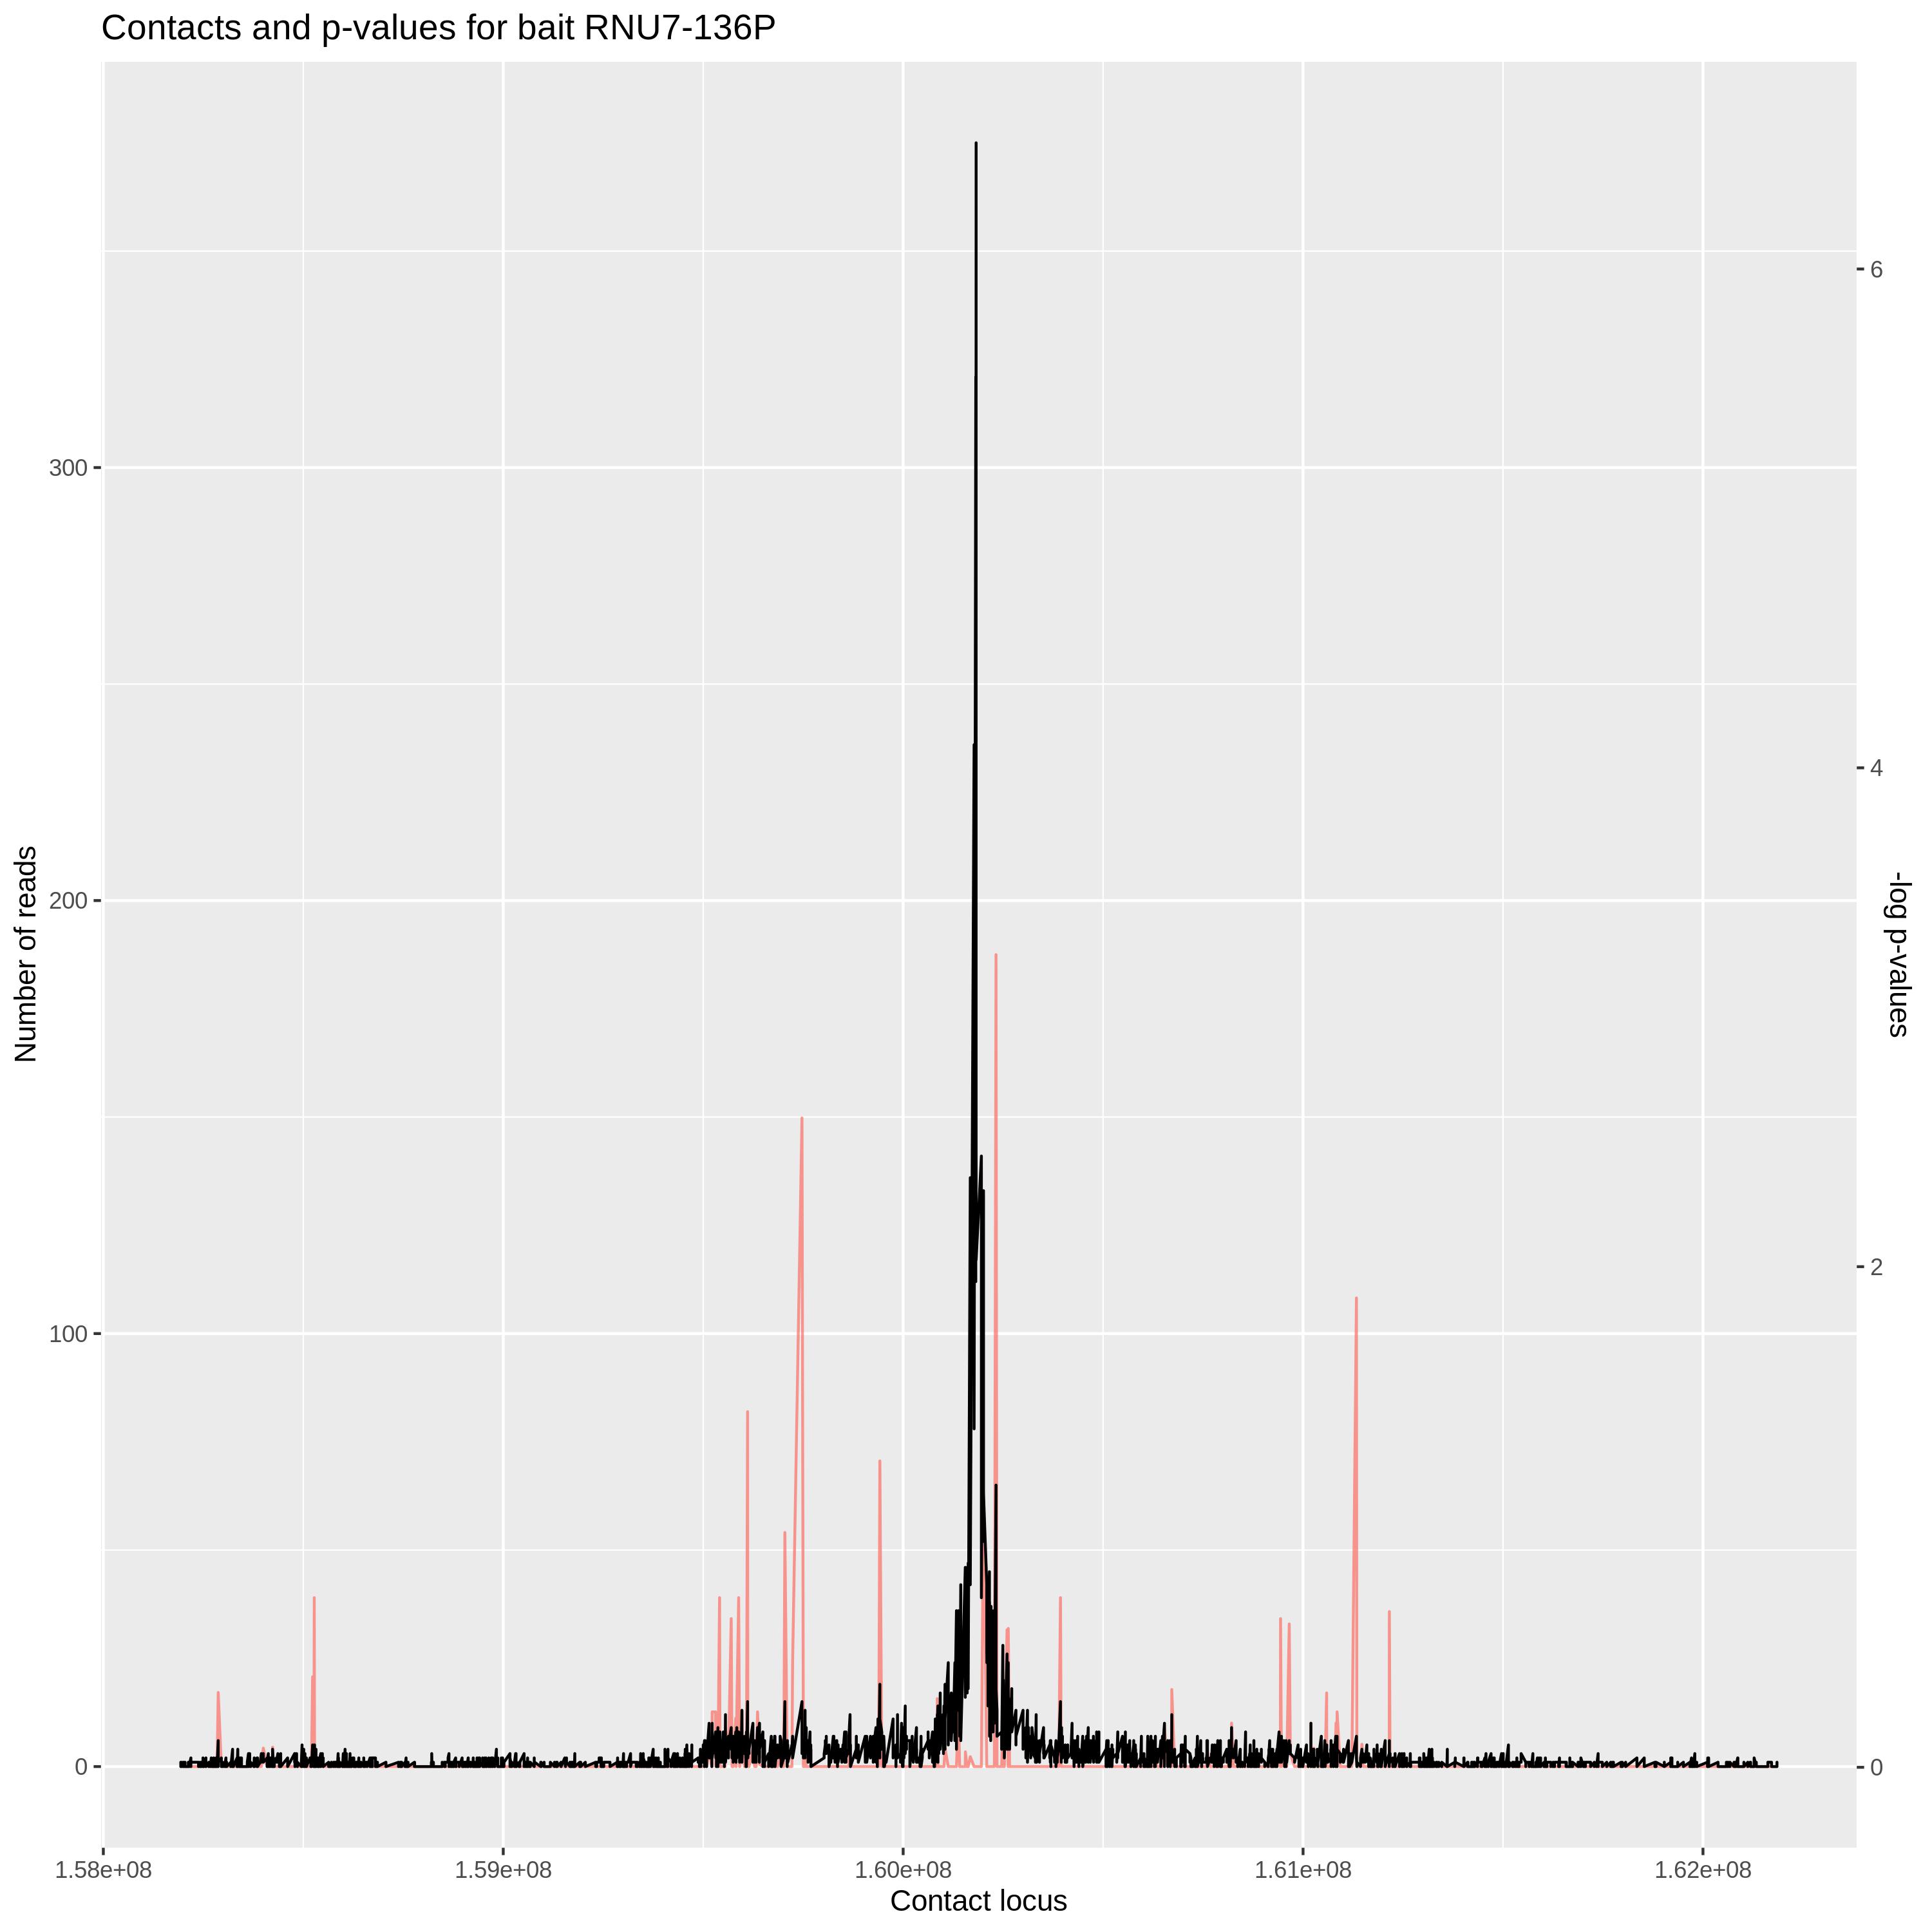 Contacts and p-values for bait RNU7-136P
Number of reads
300
200
100
0
6
4
2
0
-log p-values
1.58e+08
1.59e+08
1.60e+08
1.61e+08
1.62e+08
Contact locus